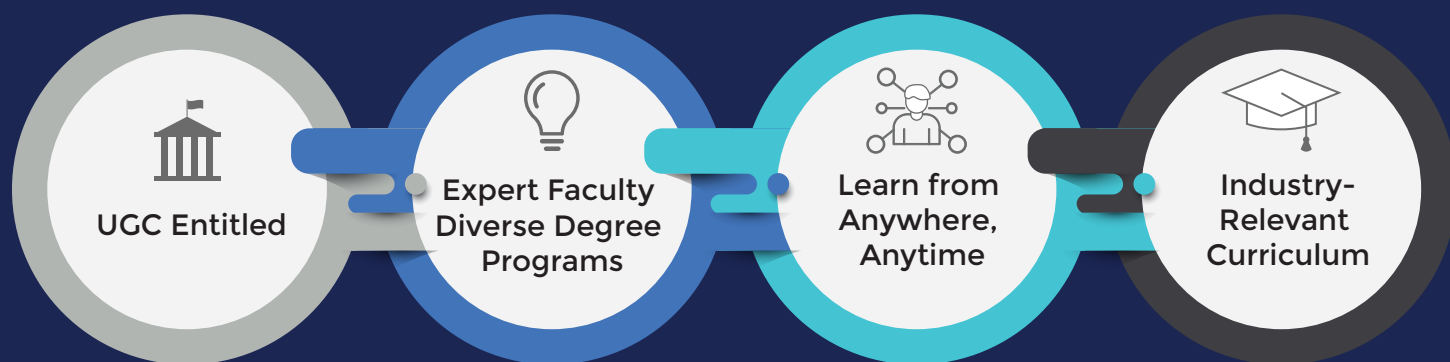 UGC Entitled
Expert Faculty
Diverse Degree
Programs
Learn from
Anywhere,
Anytime
Industry-
Relevant
Curriculum